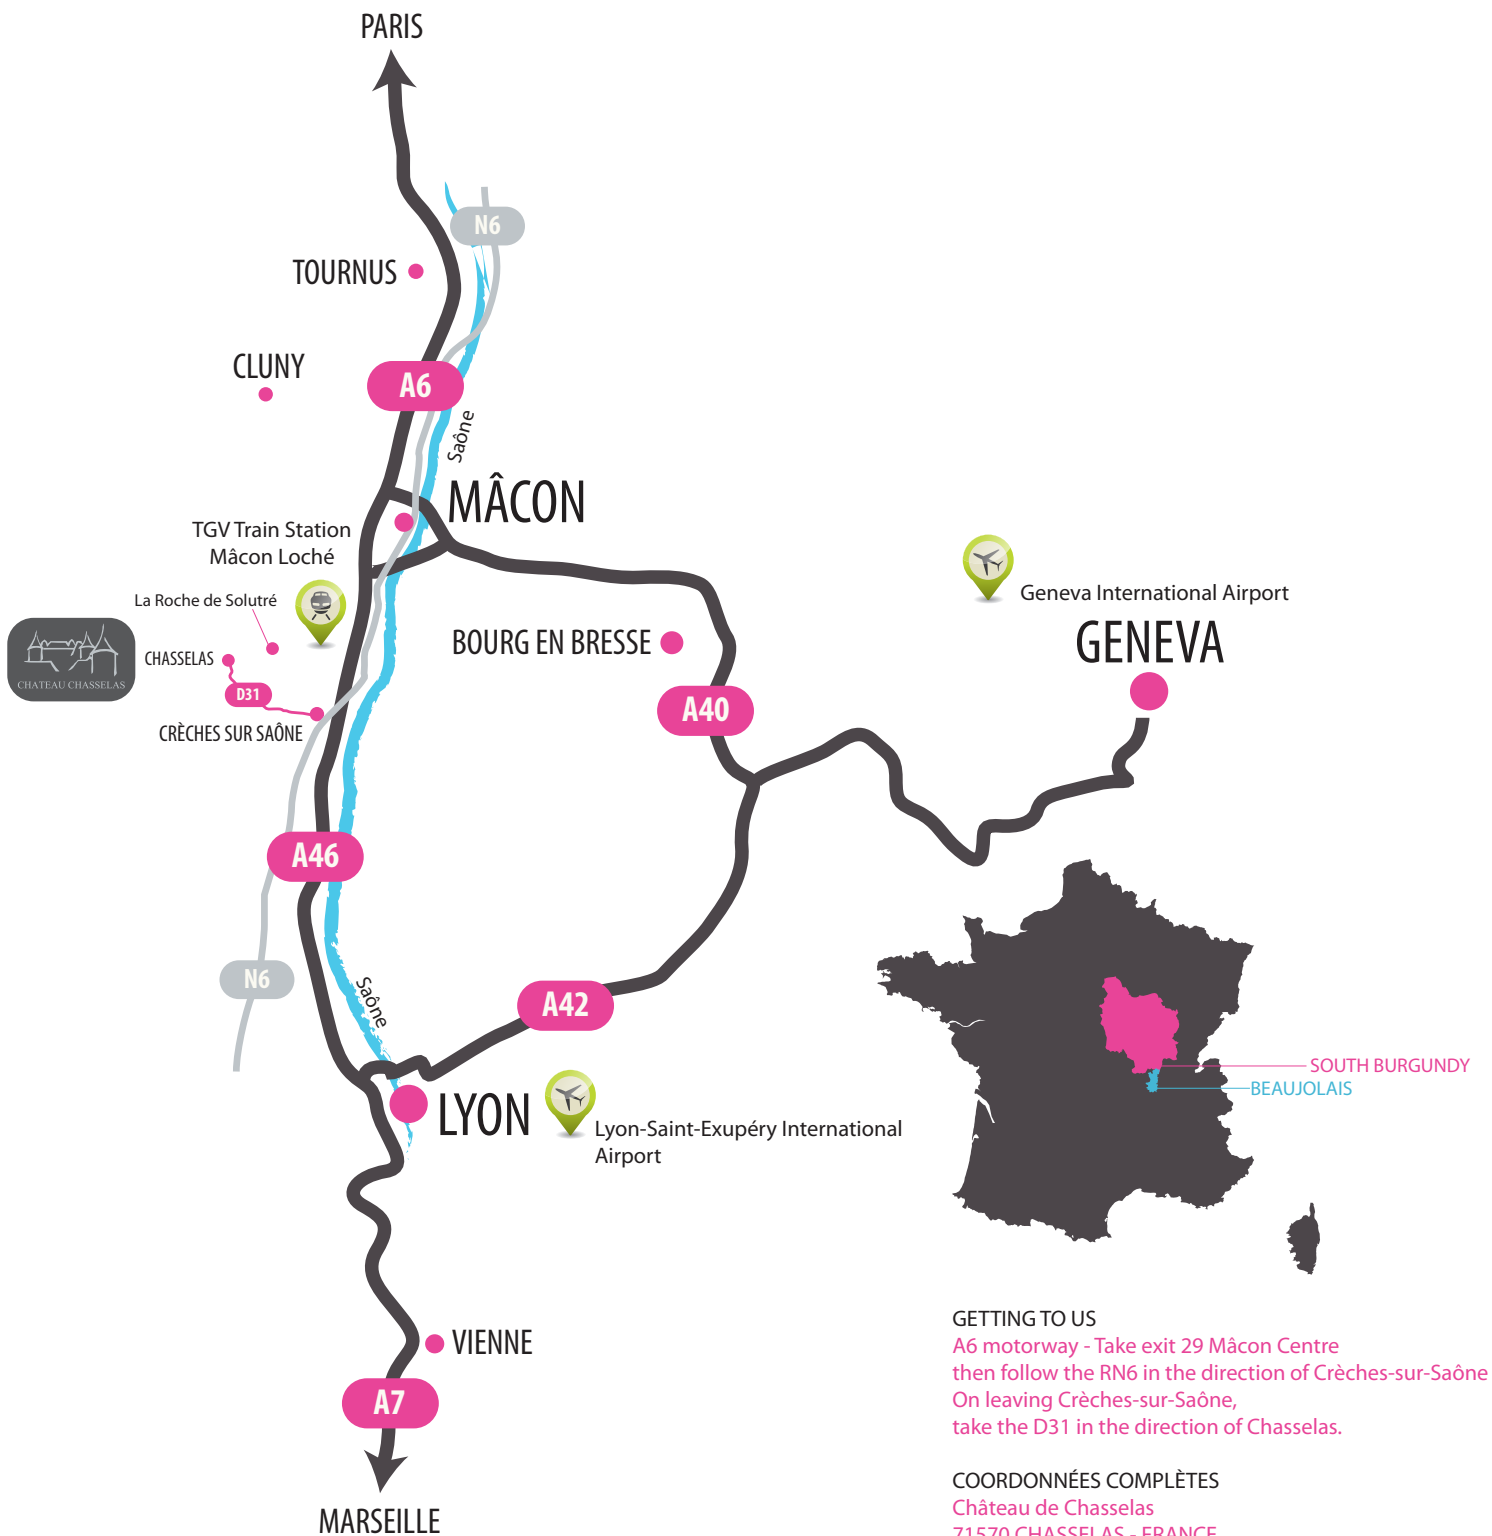 PARIS
N6
TOURNUS
CLUNY
A6
Saône
MÂCON
TGV Train Station
Mâcon Loché
La Roche de Solutré
CHATEAU CHASSELAS
CHASSELAS
D31
CRÈCHES SUR SAÔNE
BOURG EN BRESSE
A40
Geneva International Airport
GENEVA
A46
N6
Saône
A42
LYON
Lyon-Saint-Exupéry International
Airport
SOUTH BURGUNDY
BEAUJOLAIS
VIENNE
A7
MARSEILLE
GETTING TO US
A6 motorway - Take exit 29 Mâcon Centre
then follow the RN6 in the direction of Crèches-sur-Saône
On leaving Crèches-sur-Saône,
take the D31 in the direction of Chasselas.
COORDONNÉES COMPLÈTES
Château de Chasselas
71570 CHASSELAS - FRANCE